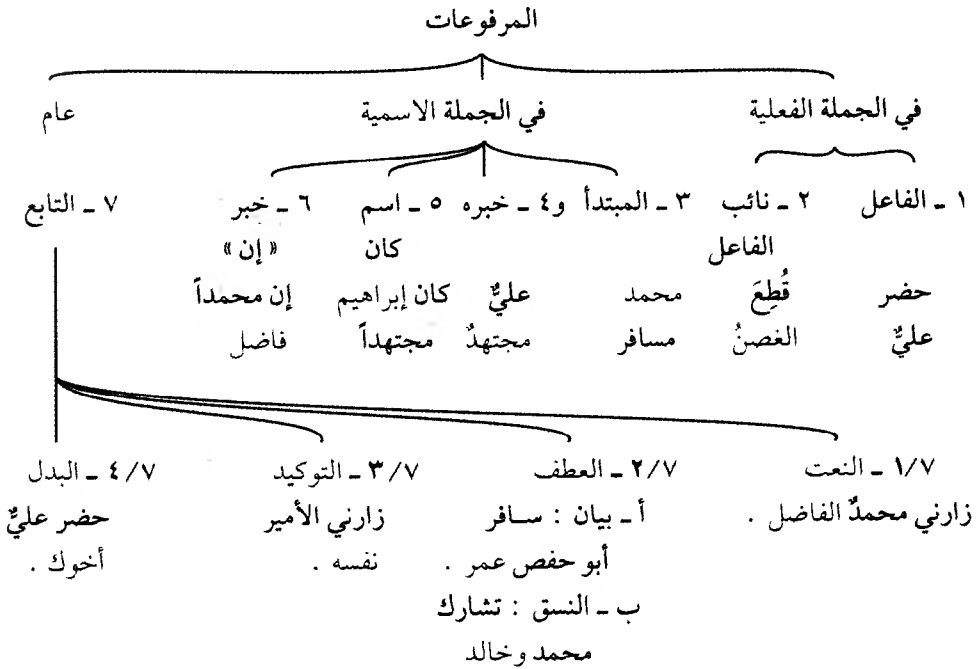 المرفوعات
في الجملة الفعلية في الجملة الاسمية عام
١ ـ الفاعل ٢ ـ نائب ٣ ـ المبتدأ و٤ ـ خبره ٥ ـ اسم ٦ ـ خبر ٧ ـ التابع
الفاعل كان « إن »
حضر قُطِعَ محمد عليٌّ كان إبراهيم إن محمداً
عليٌّ الغصنُ مسافر مجتهدٌ مجتهداً فاضل
١/٧ ـ النعت ٢/٧ ـ العطف ٣/٧ ـ التوكيد ٤/٧ ـ البدل
زارني محمدٌ الفاضل . أ ـ بيان : سافر زارني الأمير حضر عليٌّ
أبو حفص عمر . نفسه . أخوك .
ب ـ النسق : تشارك
محمد وخالد